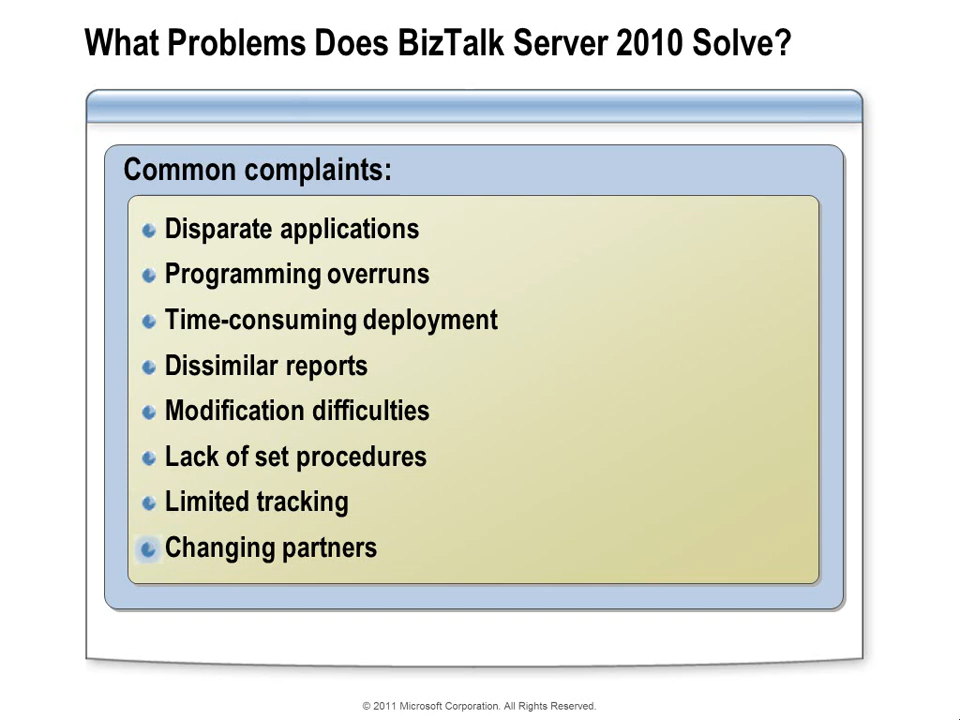 What Problems Does BizTalk Server 2010 Solve?
Common complaints:
Disparate applications
Programming overruns
Time-consuming deployment
Dissimilar reports
Modification difficulties
Lack of set procedures
Limited tracking
Changing partners
© 2011 Microsoft Corporation. All Rights Reserved.